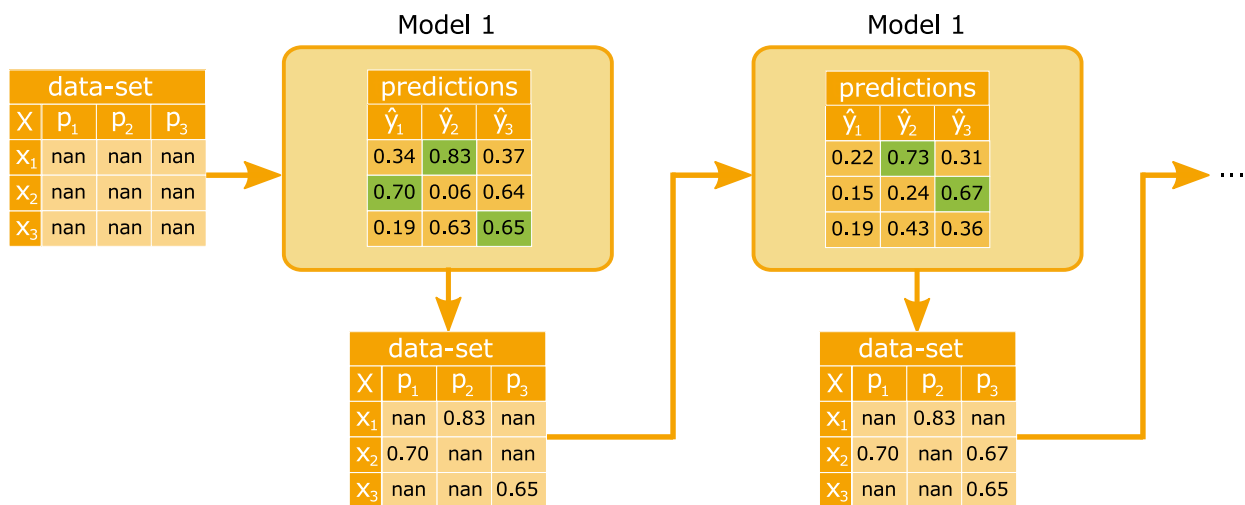 Model 1
Model 1
data-set
X p₁ p₂ p₃
x₁ nan nan nan
x₂ nan nan nan
x₃ nan nan nan
predictions
ŷ₁ ŷ₂ ŷ₃
0.34 0.83 0.37
0.70 0.06 0.64
0.19 0.63 0.65
predictions
ŷ₁ ŷ₂ ŷ₃
0.22 0.73 0.31
0.15 0.24 0.67
0.19 0.43 0.36
...
data-set
X p₁ p₂ p₃
x₁ nan 0.83 nan
x₂ 0.70 nan nan
x₃ nan nan 0.65
data-set
X p₁ p₂ p₃
x₁ nan 0.83 nan
x₂ 0.70 nan 0.67
x₃ nan nan 0.65